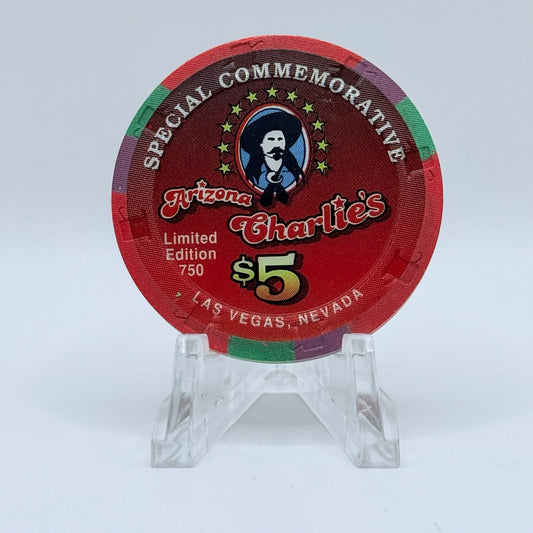 SPECIAL COMMEMORATIVE
Arizona
Charlie's
Limited
Edition
750
$5
LAS VEGAS, NEVADA